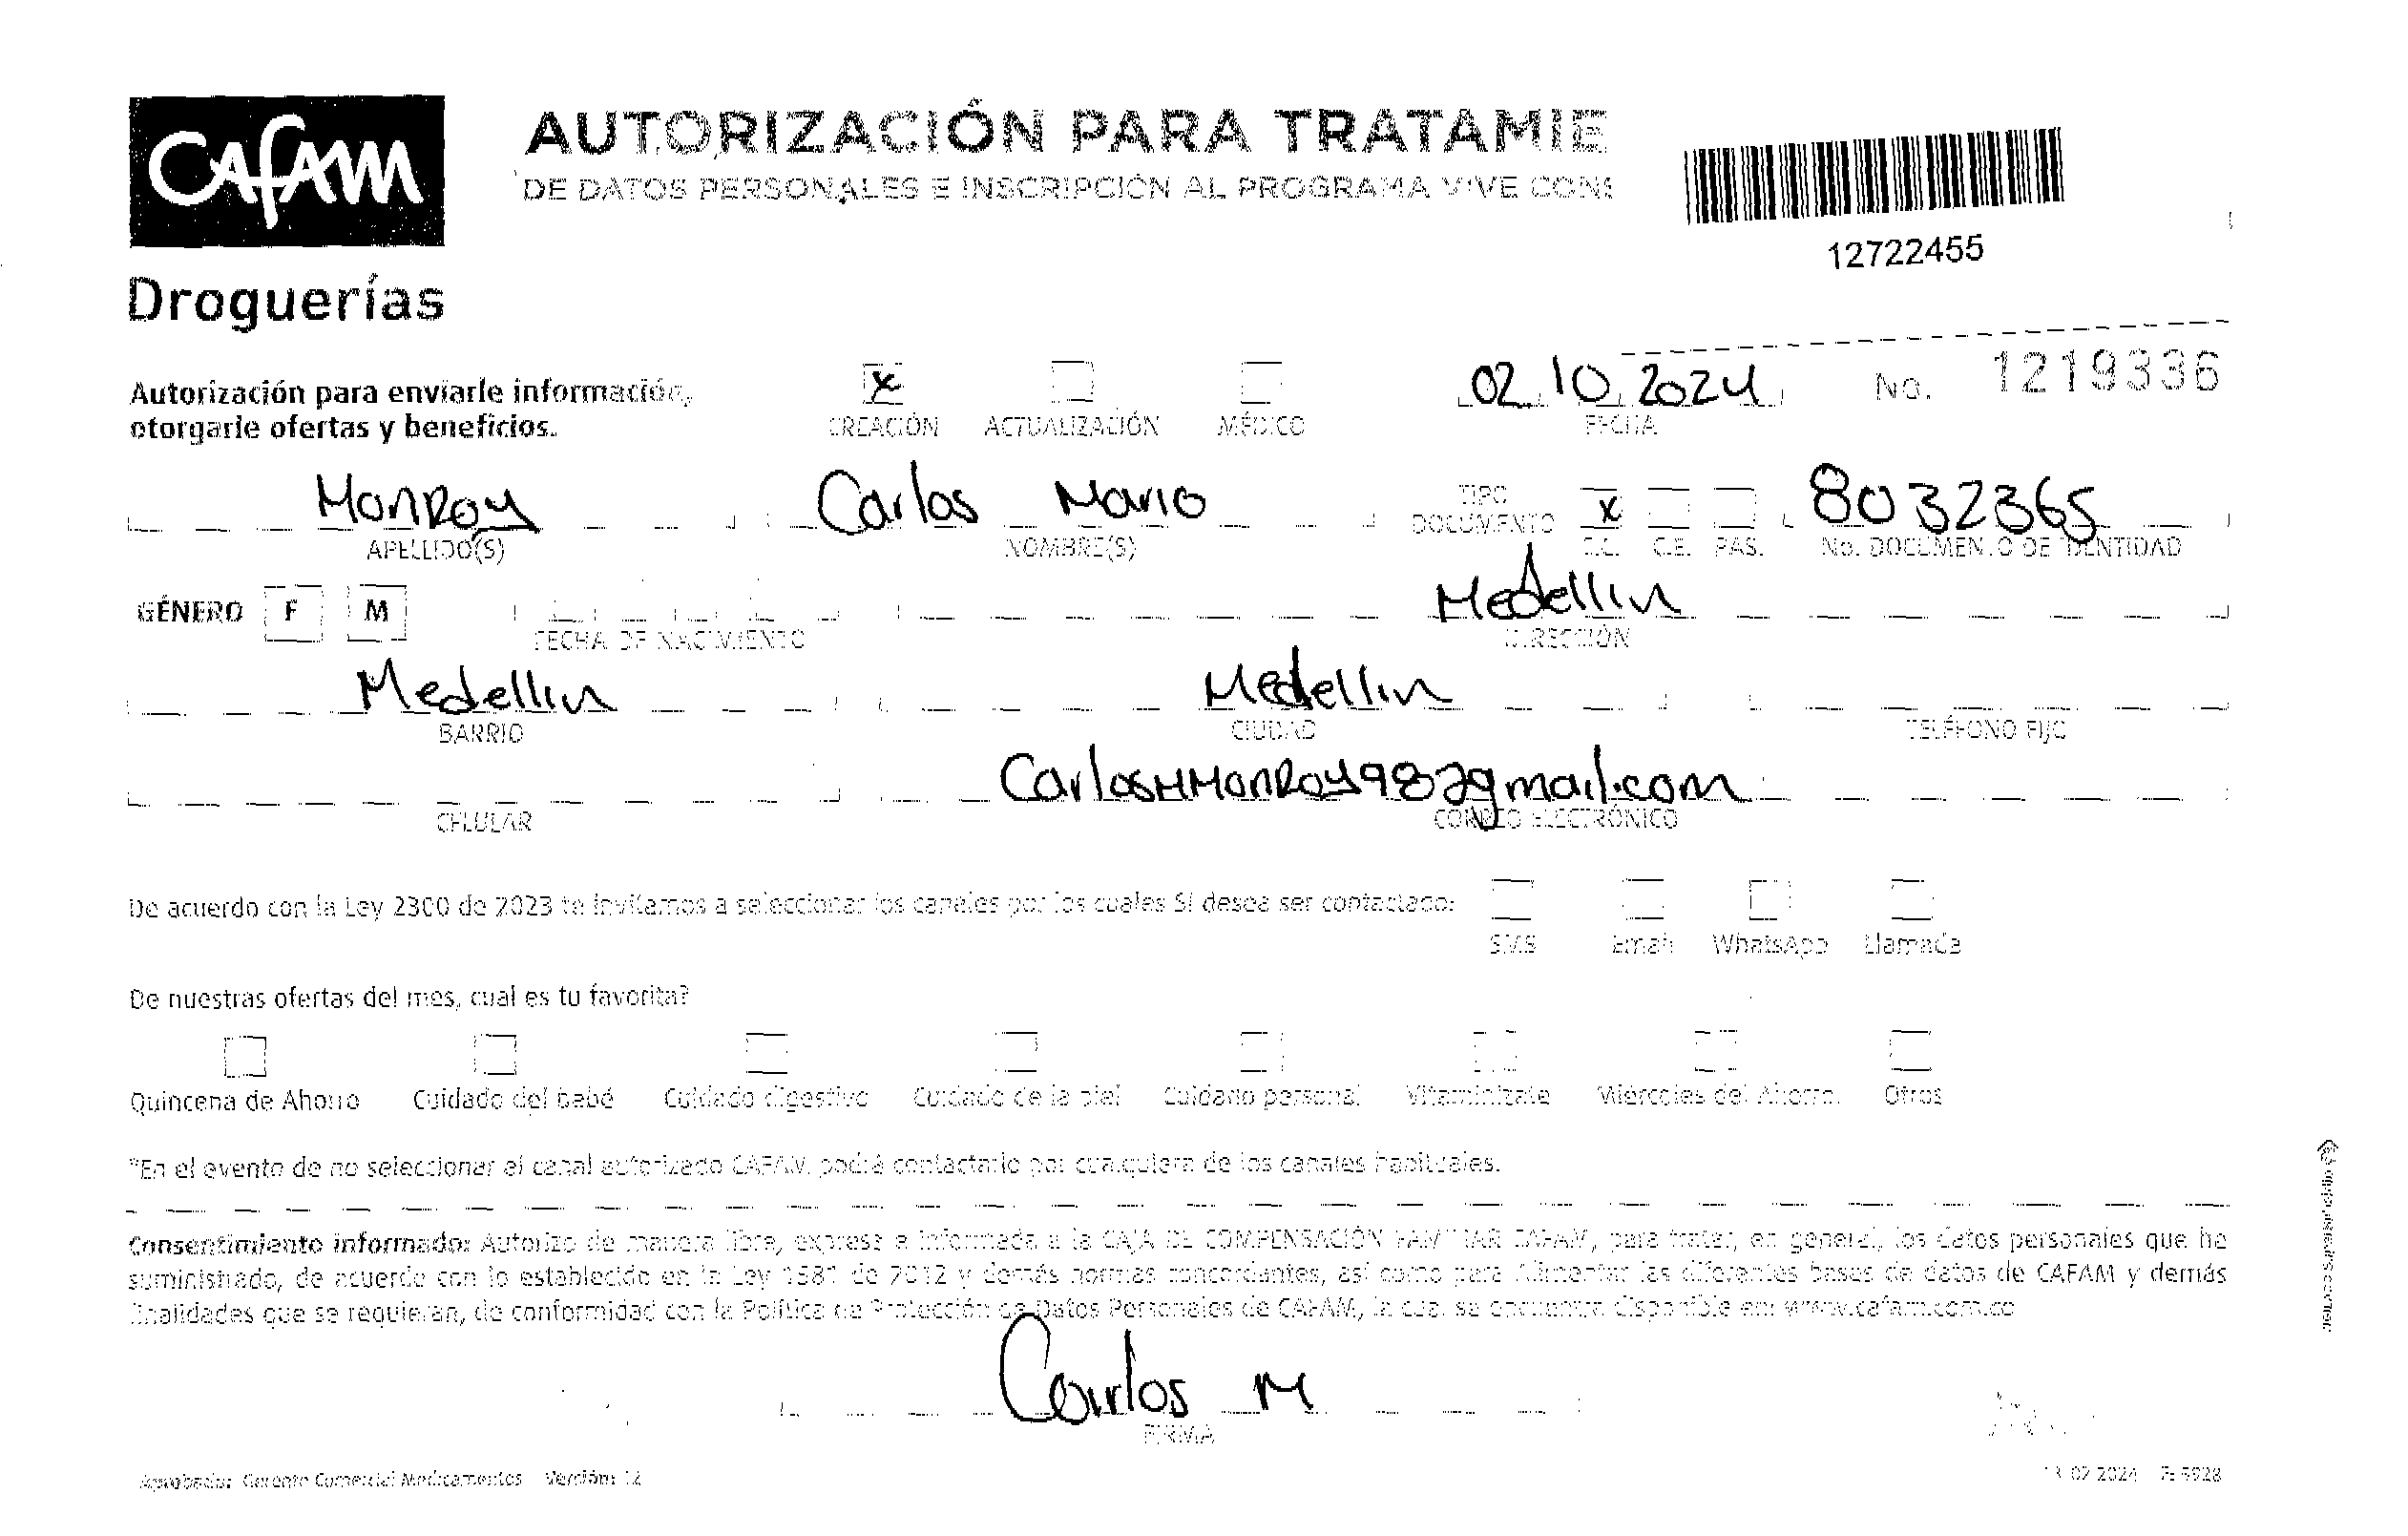 CAFAM
Droguerías
AUTORIZACIÓN PARA TRATAMIE
DE DATOS PERSONALES E INSCRIPCIÓN AL PROGRAMA VIVE CONS
12722455
Autorización para enviarle información,
otorgarle ofertas y beneficios.
x
CREACIÓN ACTUALIZACIÓN MÉDICO
02 10 2024
FECHA
No. 1219336
Monroy Carlos Mario
APELLIDO(S) NOMBRE(S)
TIPO
DOCUMENTO x 8032365
C.C. C.E. PAS. No. DOCUMENTO DE IDENTIDAD
GÉNERO F M Medellin
FECHA DE NACIMIENTO DIRECCIÓN
Medellin Medellin
BARRIO CIUDAD TELÉFONO FIJO
CarlosMMonRoy982gmail.com
CELULAR CORREO ELECTRÓNICO
De acuerdo con la Ley 2300 de 2023 te invitamos a seleccionar los canales por los cuales SI desea ser contactado:
SMS Email WhatsApp Llamada
De nuestras ofertas del mes, cual es tu favorita?
Quincena de Ahorro Cuidado del bebé Cuidado digestivo Cuidado de la piel Cuidado personal Vitaminízate Miércoles del Ahorro Otros
*En el evento de no seleccionar el canal autorizado CAFAM, podrá contactarlo por cualquiera de los canales habituales.
Consentimiento informado: Autorizo de manera libre, expresa e informada a la CAJA DE COMPENSACIÓN FAMILIAR CAFAM, para tratar, en general, los datos personales que he
suministrado, de acuerdo con lo establecido en la Ley 1581 de 2012 y demás normas concordantes, así como para alimentar las diferentes bases de datos de CAFAM y demás
finalidades que se requieran, de conformidad con la Política de Protección de Datos Personales de CAFAM, la cual se encuentra disponible en: www.cafam.com.co
Carlos M
FIRMA
Aprobado: Gerente Comercial Medicamentos Versión: 12
13 02 2024